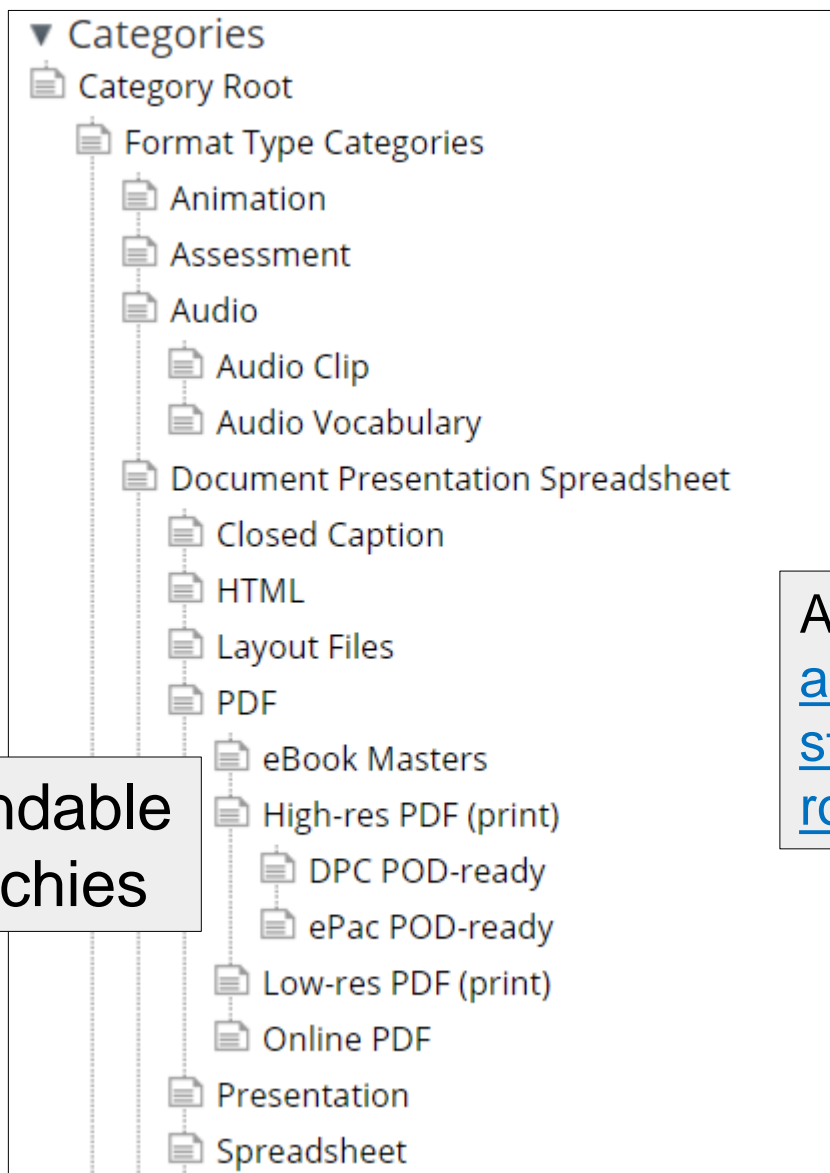 ▼ Categories
Category Root
Format Type Categories
Animation
Assessment
Audio
Audio Clip
Audio Vocabulary
Document Presentation Spreadsheet
Closed Caption
HTML
Layout Files
PDF
eBook Masters
High-res PDF (print)
DPC POD-ready
ePac POD-ready
Low-res PDF (print)
Online PDF
Presentation
Spreadsheet